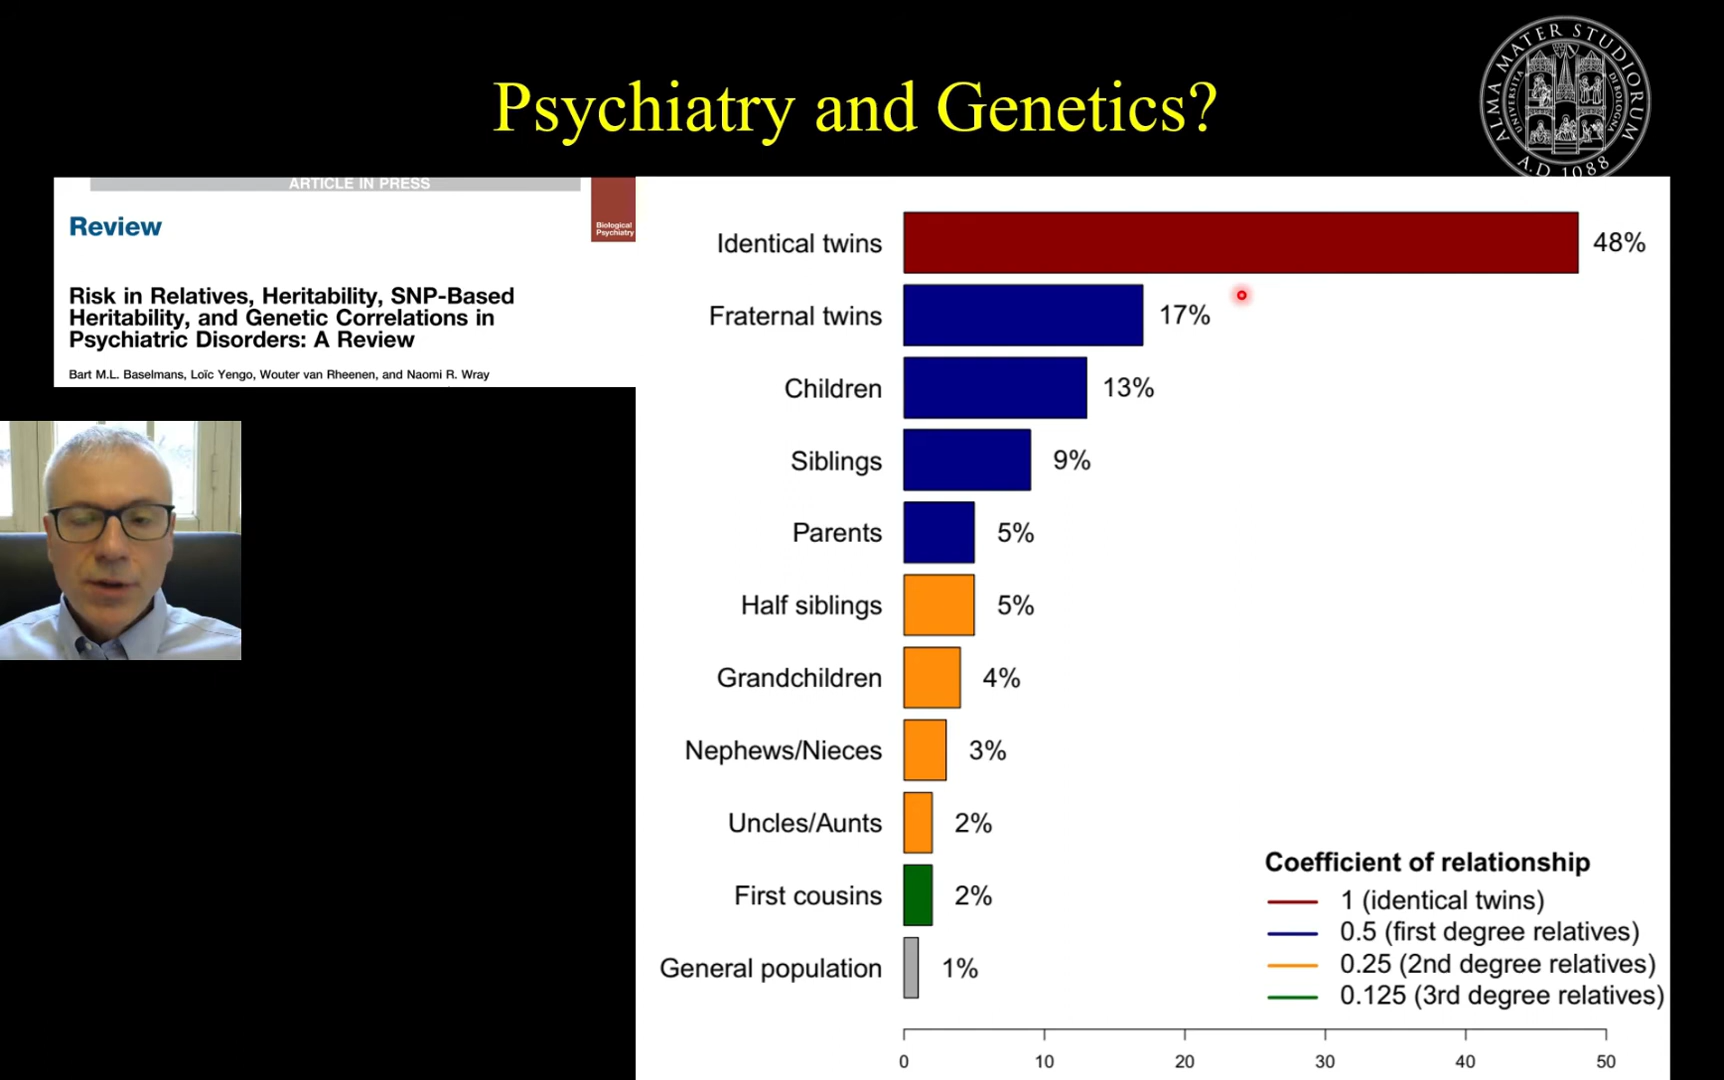 Psychiatry and Genetics?
ALMA MATER STUDIORUM
UNIVERSITÀ DI BOLOGNA
A.D 1088
ARTICLE IN PRESS
Review
Biological
Psychiatry
Risk in Relatives, Heritability, SNP-Based
Heritability, and Genetic Correlations in
Psychiatric Disorders: A Review
Bart M.L. Baselmans, Loïc Yengo, Wouter van Rheenen, and Naomi R. Wray
Identical twins 48%
Fraternal twins 17%
Children 13%
Siblings 9%
Parents 5%
Half siblings 5%
Grandchildren 4%
Nephews/Nieces 3%
Uncles/Aunts 2%
First cousins 2%
General population 1%
Coefficient of relationship
1 (identical twins)
0.5 (first degree relatives)
0.25 (2nd degree relatives)
0.125 (3rd degree relatives)
0 10 20 30 40 50